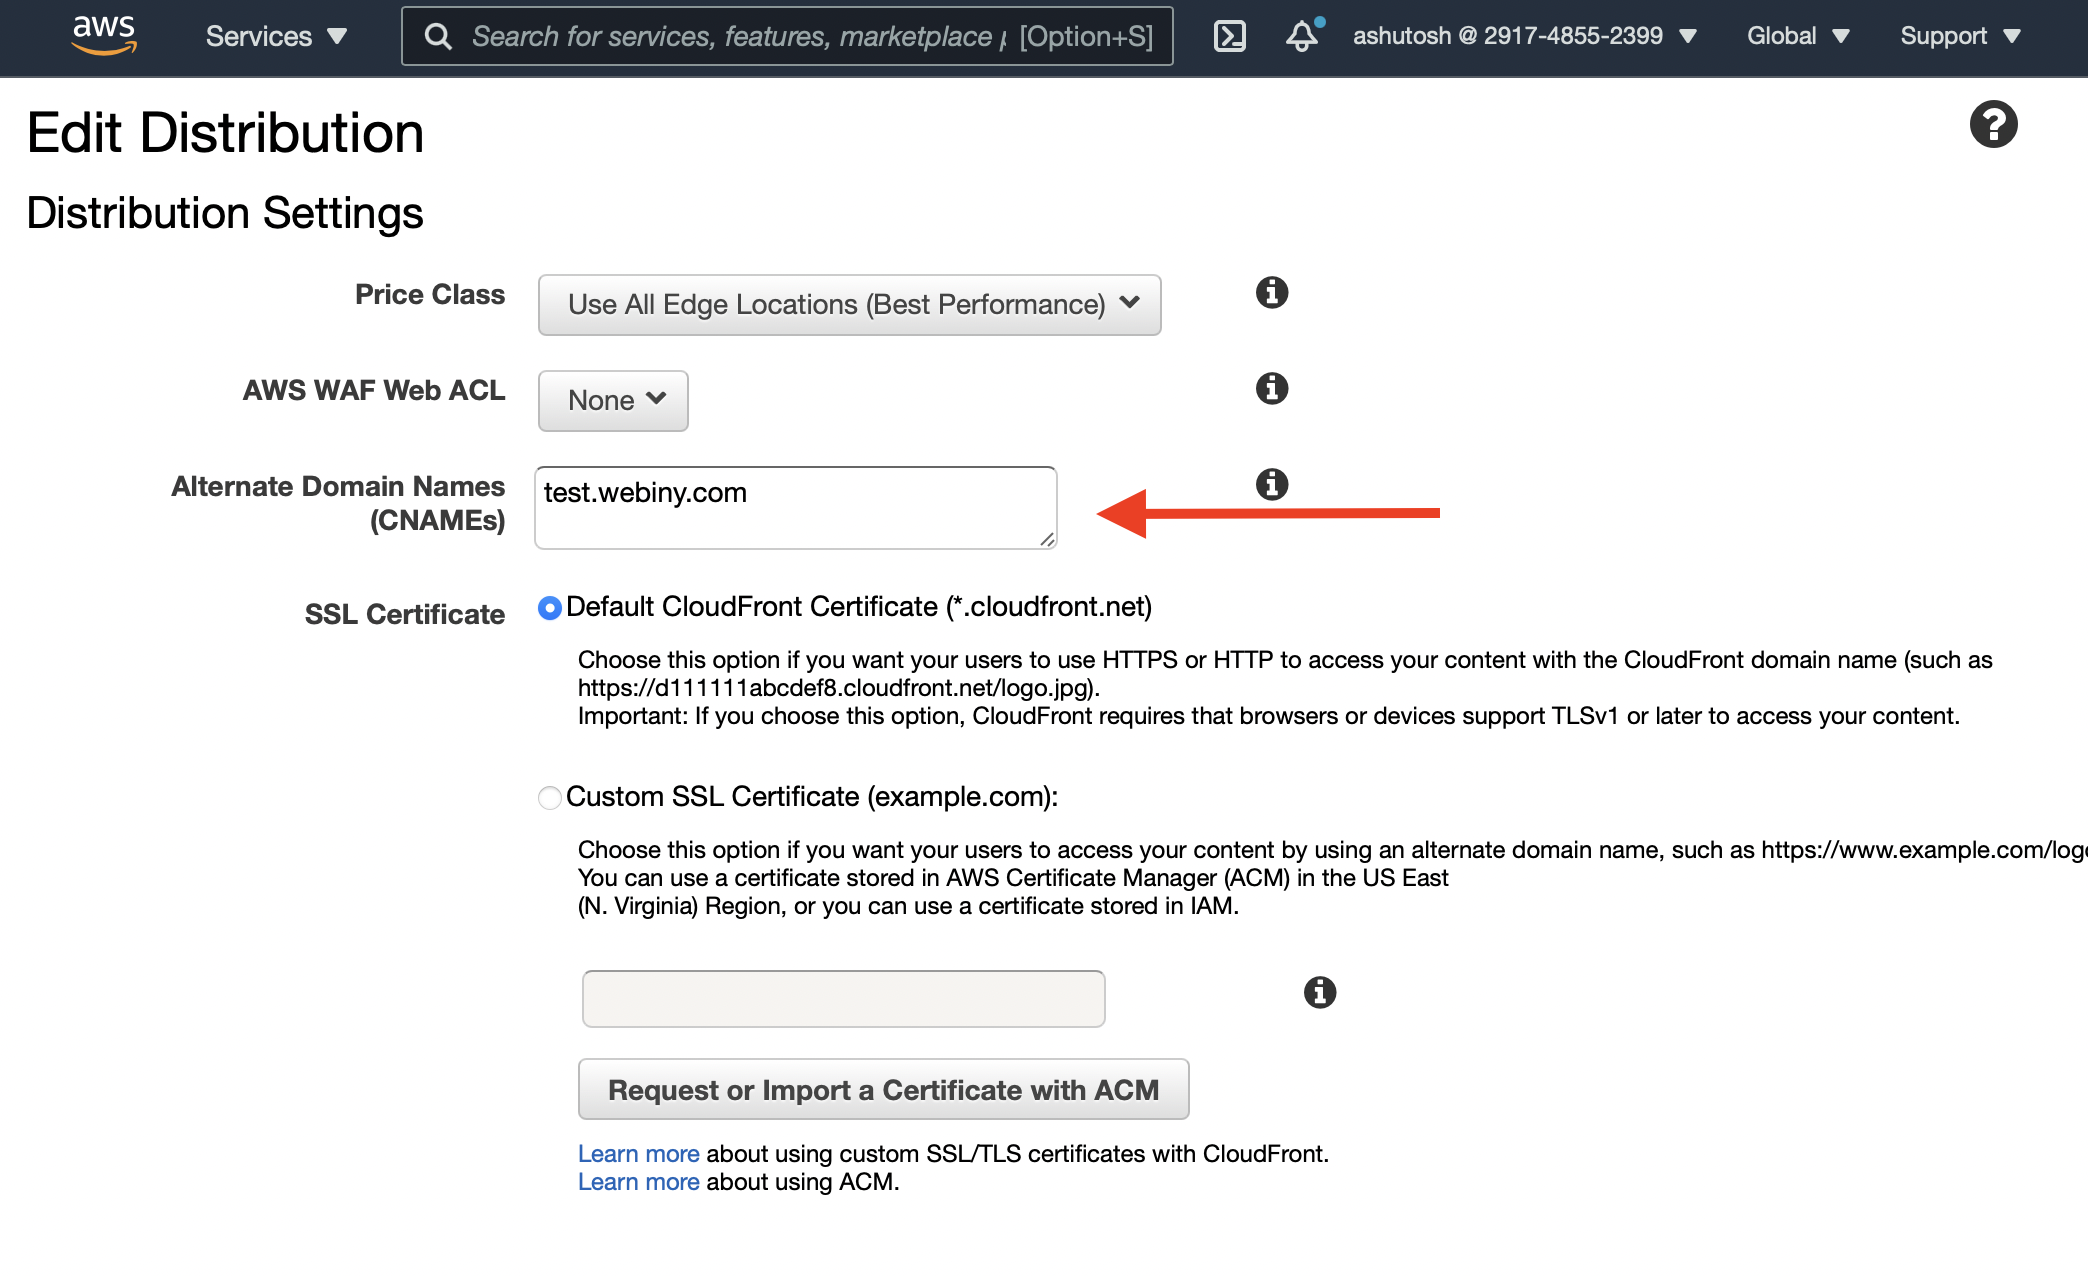 aws Services Search for services, features, marketplace [Option+S] ashutosh @ 2917-4855-2399 Global Support
Edit Distribution
Distribution Settings
Price Class Use All Edge Locations (Best Performance)
AWS WAF Web ACL None
Alternate Domain Names test.webiny.com
(CNAMEs)
SSL Certificate Default CloudFront Certificate (*.cloudfront.net)
Choose this option if you want your users to use HTTPS or HTTP to access your content with the CloudFront domain name (such as
https://d111111abcdef8.cloudfront.net/logo.jpg).
Important: If you choose this option, CloudFront requires that browsers or devices support TLSv1 or later to access your content.
Custom SSL Certificate (example.com):
Choose this option if you want your users to access your content by using an alternate domain name, such as https://www.example.com/log
You can use a certificate stored in AWS Certificate Manager (ACM) in the US East
(N. Virginia) Region, or you can use a certificate stored in IAM.
Request or Import a Certificate with ACM
Learn more about using custom SSL/TLS certificates with CloudFront.
Learn more about using ACM.